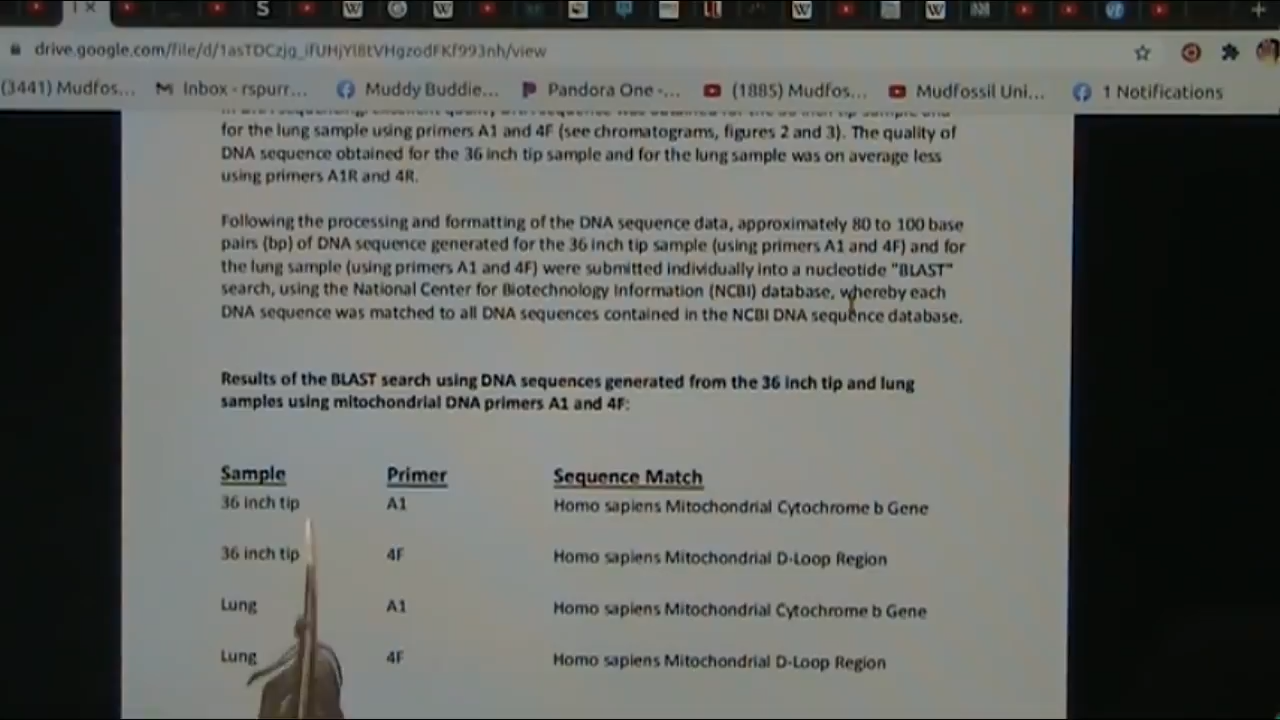 drive.google.com/file/d/1asTDCzjg_ifUHjYl8tVHgzodFKf993nh/view
(3441) Mudfos... Inbox - rspurr... Muddy Buddie... Pandora One -... (1885) Mudfos... Mudfossil Uni... 1 Notifications
for the lung sample using primers A1 and 4F (see chromatograms, figures 2 and 3). The quality of
DNA sequence obtained for the 36 inch tip sample and for the lung sample was on average less
using primers A1R and 4R.
Following the processing and formatting of the DNA sequence data, approximately 80 to 100 base
pairs (bp) of DNA sequence generated for the 36 inch tip sample (using primers A1 and 4F) and for
the lung sample (using primers A1 and 4F) were submitted individually into a nucleotide "BLAST"
search, using the National Center for Biotechnology Information (NCBI) database, whereby each
DNA sequence was matched to all DNA sequences contained in the NCBI DNA sequence database.
Results of the BLAST search using DNA sequences generated from the 36 inch tip and lung
samples using mitochondrial DNA primers A1 and 4F:
Sample Primer Sequence Match
36 inch tip A1 Homo sapiens Mitochondrial Cytochrome b Gene
36 inch tip 4F Homo sapiens Mitochondrial D-Loop Region
Lung A1 Homo sapiens Mitochondrial Cytochrome b Gene
Lung 4F Homo sapiens Mitochondrial D-Loop Region